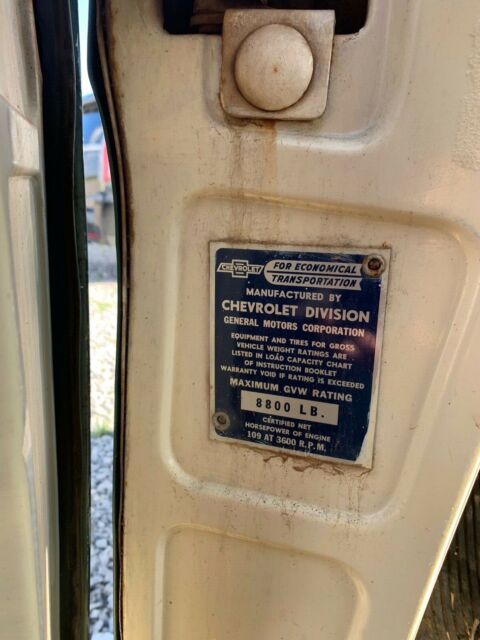 CHEVROLET
FOR ECONOMICAL
TRANSPORTATION
MANUFACTURED BY
CHEVROLET DIVISION
GENERAL MOTORS CORPORATION
EQUIPMENT AND TIRES FOR GROSS
VEHICLE WEIGHT RATINGS ARE
LISTED IN LOAD CAPACITY CHART
OF INSTRUCTION BOOKLET
WARRANTY VOID IF RATING IS EXCEEDED
MAXIMUM GVW RATING
8800 LB.
CERTIFIED NET
HORSEPOWER OF ENGINE
109 AT 3600 R.P.M.